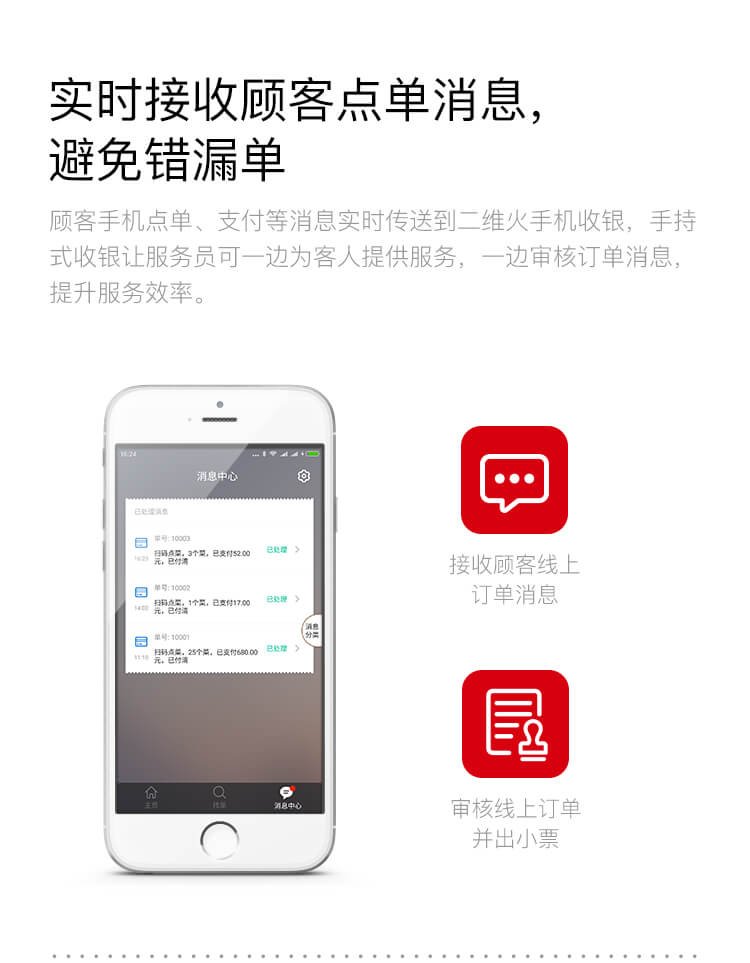 实时接收顾客点单消息，
避免错漏单
顾客手机点单、支付等消息实时传送到二维火手机收银，手持
式收银让服务员可一边为客人提供服务，一边审核订单消息，
提升服务效率。
16:24
消息中心
已处理消息
单号: 10003
扫码点菜，3个菜，已支付52.00
元，已付清
已处理
16:23
单号: 10002
扫码点菜，1个菜，已支付17.00
元，已付清
已处理
14:02
单号: 10001
扫码点菜，25个菜，已支付680.00
元，已付清
已处理
11:10
消息
分类
主页
找单
消息中心
接收顾客线上
订单消息
审核线上订单
并出小票